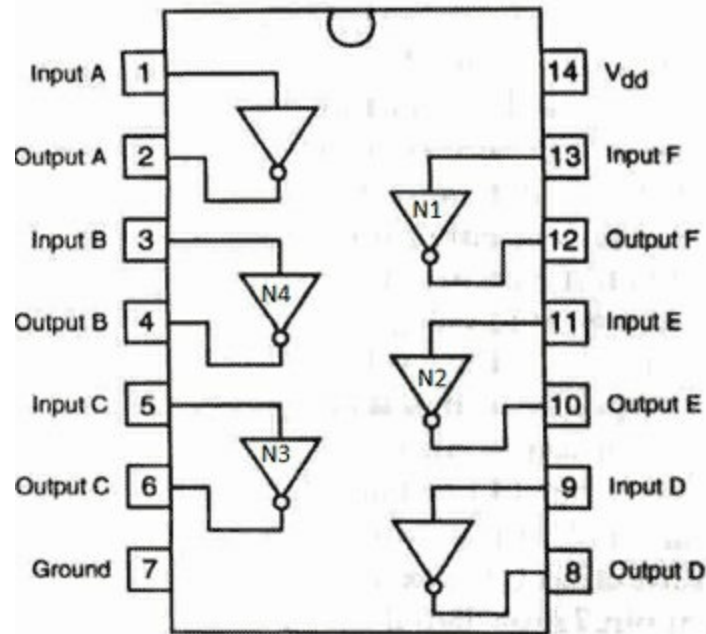 Input A 1
Output A 2
Input B 3
Output B 4
Input C 5
Output C 6
Ground 7
N4
N3
14 Vdd
13 Input F
N1
12 Output F
11 Input E
N2
10 Output E
9 Input D
8 Output D